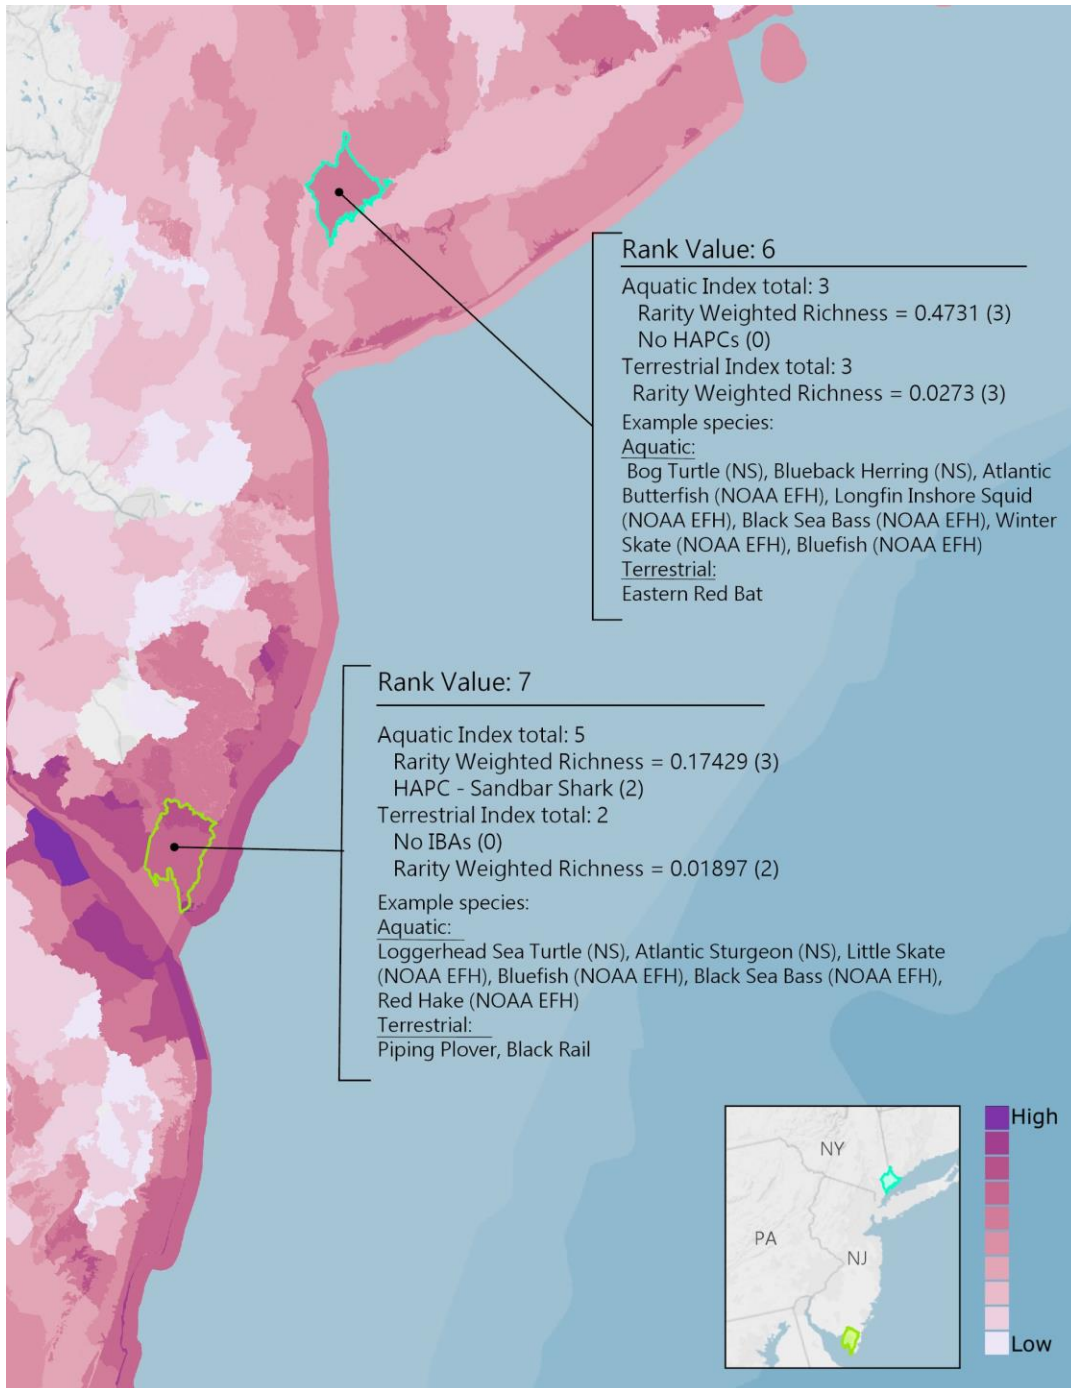 Rank Value: 6
Aquatic Index total: 3
Rarity Weighted Richness = 0.4731 (3)
No HAPCs (0)
Terrestrial Index total: 3
Rarity Weighted Richness = 0.0273 (3)
Example species:
Aquatic:
Bog Turtle (NS), Blueback Herring (NS), Atlantic
Butterfish (NOAA EFH), Longfin Inshore Squid
(NOAA EFH), Black Sea Bass (NOAA EFH), Winter
Skate (NOAA EFH), Bluefish (NOAA EFH)
Terrestrial:
Eastern Red Bat
Rank Value: 7
Aquatic Index total: 5
Rarity Weighted Richness = 0.17429 (3)
HAPC - Sandbar Shark (2)
Terrestrial Index total: 2
No IBAs (0)
Rarity Weighted Richness = 0.01897 (2)
Example species:
Aquatic:
Loggerhead Sea Turtle (NS), Atlantic Sturgeon (NS), Little Skate
(NOAA EFH), Bluefish (NOAA EFH), Black Sea Bass (NOAA EFH),
Red Hake (NOAA EFH)
Terrestrial:
Piping Plover, Black Rail
NY
PA
NJ
High
Low